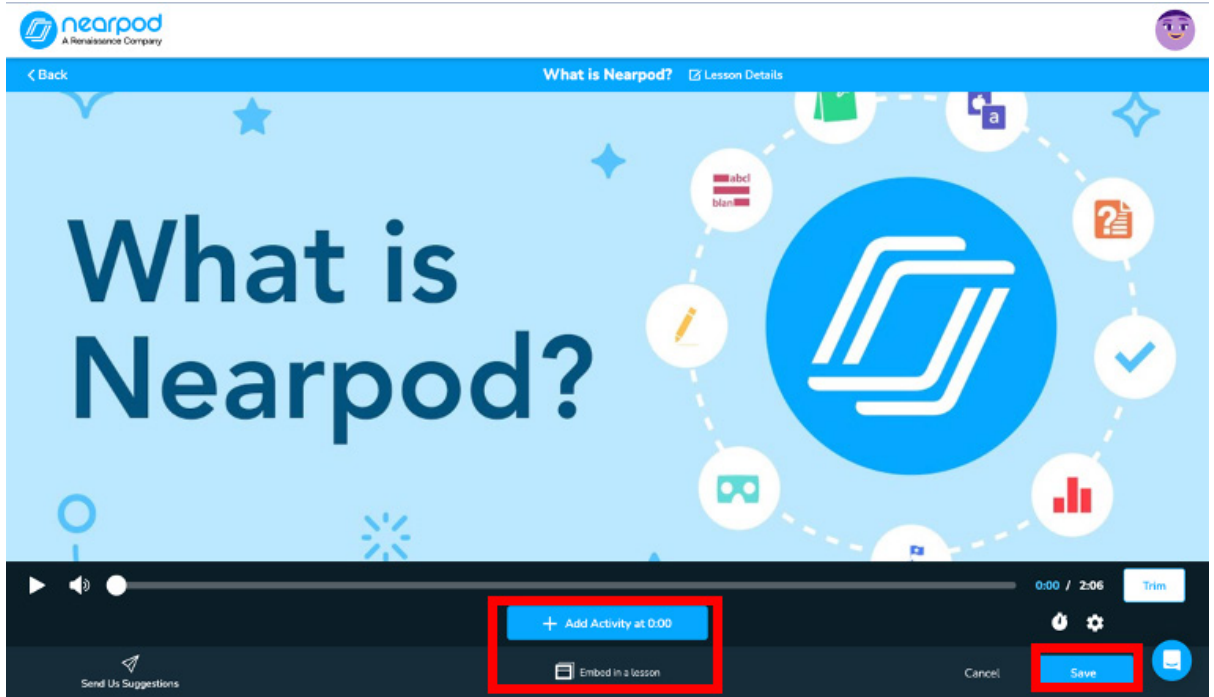 nearpod
A Renaissance Company
Back
What is Nearpod? Lesson Details
What is
Nearpod?
abcl
blan
a
?
0:00 / 2:06
Trim
+ Add Activity at 0:00
Send Us Suggestions
Embed in a lesson
Cancel
Save